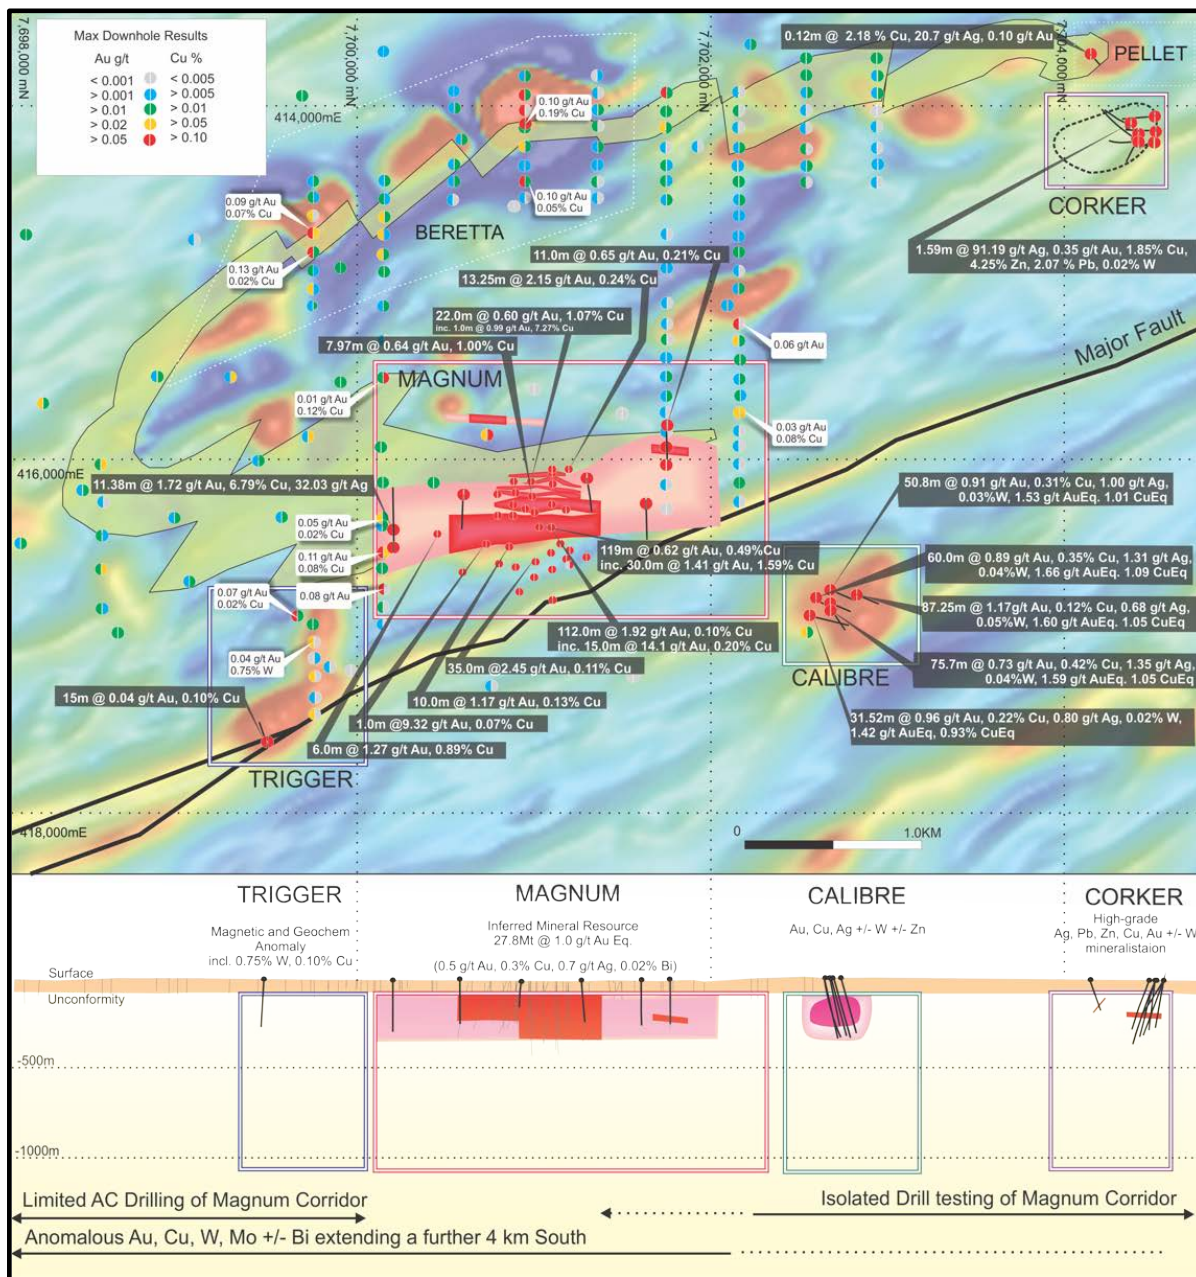 7,698,000 mN
7,700,000 mN
7,702,000 mN
7,704,000 mN
Max Downhole Results
Au g/t Cu %
< 0.001 < 0.005
> 0.001 > 0.005
> 0.01 > 0.01
> 0.02 > 0.05
> 0.05 > 0.10
0.12m @ 2.18 % Cu, 20.7 g/t Ag, 0.10 g/t Au
PELLET
414,000mE
0.10 g/t Au
0.19% Cu
0.09 g/t Au
0.07% Cu
0.10 g/t Au
0.05% Cu
CORKER
BERETTA
1.59m @ 91.19 g/t Ag, 0.35 g/t Au, 1.85% Cu,
4.25% Zn, 2.07 % Pb, 0.02% W
0.13 g/t Au
0.02% Cu
11.0m @ 0.65 g/t Au, 0.21% Cu
13.25m @ 2.15 g/t Au, 0.24% Cu
22.0m @ 0.60 g/t Au, 1.07% Cu
inc. 1.0m @ 0.99 g/t Au, 7.27% Cu
7.97m @ 0.64 g/t Au, 1.00% Cu
0.06 g/t Au
Major Fault
MAGNUM
0.01 g/t Au
0.12% Cu
0.03 g/t Au
0.08% Cu
416,000mE
11.38m @ 1.72 g/t Au, 6.79% Cu, 32.03 g/t Ag
50.8m @ 0.91 g/t Au, 0.31% Cu, 1.00 g/t Ag,
0.03%W, 1.53 g/t AuEq. 1.01 CuEq
0.05 g/t Au
0.02% Cu
0.11 g/t Au
0.08% Cu
119m @ 0.62 g/t Au, 0.49%Cu
inc. 30.0m @ 1.41 g/t Au, 1.59% Cu
60.0m @ 0.89 g/t Au, 0.35% Cu, 1.31 g/t Ag,
0.04%W, 1.66 g/t AuEq. 1.09 CuEq
0.07 g/t Au
0.02% Cu
0.08 g/t Au
87.25m @ 1.17g/t Au, 0.12% Cu, 0.68 g/t Ag,
0.05%W, 1.60 g/t AuEq. 1.05 CuEq
112.0m @ 1.92 g/t Au, 0.10% Cu
inc. 15.0m @ 14.1 g/t Au, 0.20% Cu
0.04 g/t Au
0.75% W
35.0m@2.45 g/t Au, 0.11% Cu
75.7m @ 0.73 g/t Au, 0.42% Cu, 1.35 g/t Ag,
0.04%W, 1.59 g/t AuEq. 1.05 CuEq
CALIBRE
15m @ 0.04 g/t Au, 0.10% Cu
10.0m @ 1.17 g/t Au, 0.13% Cu
1.0m @9.32 g/t Au, 0.07% Cu
31.52m @ 0.96 g/t Au, 0.22% Cu, 0.80 g/t Ag, 0.02% W,
1.42 g/t AuEq, 0.93% CuEq
6.0m @ 1.27 g/t Au, 0.89% Cu
TRIGGER
418,000mE
0 1.0KM
TRIGGER MAGNUM CALIBRE CORKER
Magnetic and Geochem
Anomaly
incl. 0.75% W, 0.10% Cu
Inferred Mineral Resource
27.8Mt @ 1.0 g/t Au Eq.
(0.5 g/t Au, 0.3% Cu, 0.7 g/t Ag, 0.02% Bi)
Au, Cu, Ag +/- W +/- Zn
High-grade
Ag, Pb, Zn, Cu, Au +/- W
mineralistaion
Surface
Unconformity
-500m
-1000m
Limited AC Drilling of Magnum Corridor
Isolated Drill testing of Magnum Corridor
Anomalous Au, Cu, W, Mo +/- Bi extending a further 4 km South